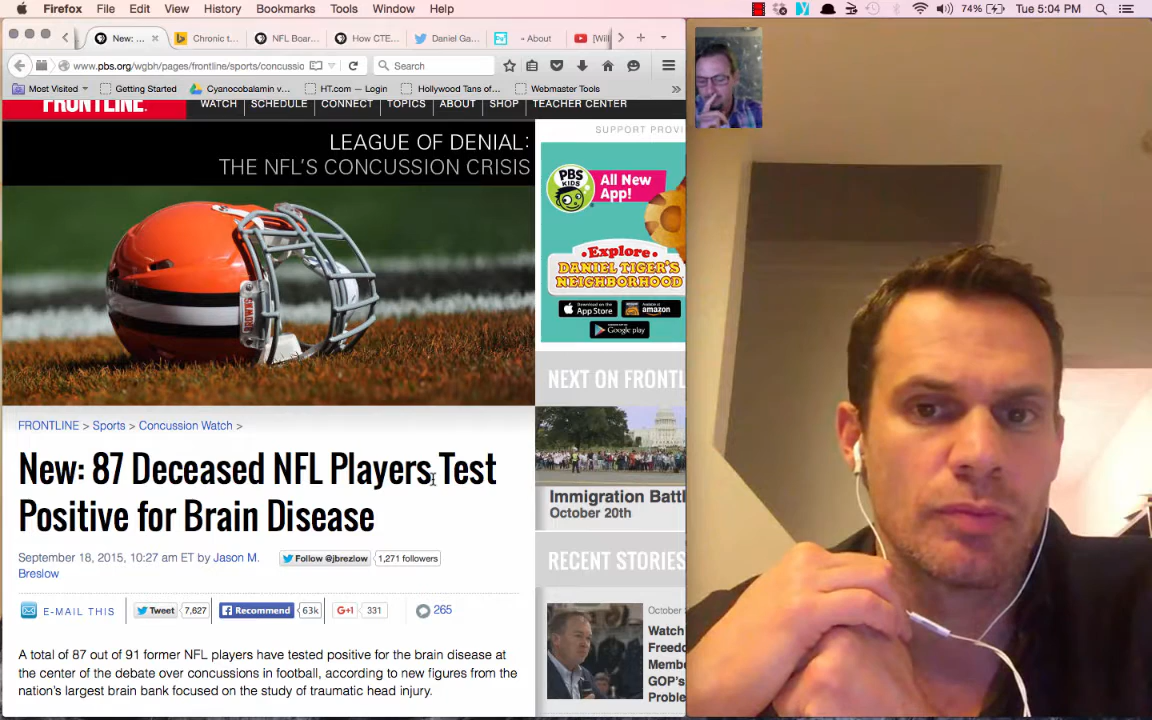 Firefox File Edit View History Bookmarks Tools Window Help 74% Tue 5:04 PM
New: ... Chronic t... NFL Boar... How CTE... Daniel Ga... - About [Wil
www.pbs.org/wgbh/pages/frontline/sports/concussic Search
Most Visited Getting Started Cyanocobalamin v... HT.com — Login Hollywood Tans of... Webmaster Tools
FRONTLINE
WATCH SCHEDULE CONNECT TOPICS ABOUT SHOP TEACHER CENTER
LEAGUE OF DENIAL:
THE NFL'S CONCUSSION CRISIS
SUPPORT PROVI
PBS KIDS
All New App!
Explore
DANIEL TIGER'S
NEIGHBORHOOD
App Store
Available at amazon
Google play
NEXT ON FRONTL
Immigration Battl
October 20th
RECENT STORIES
October
Watch
Freedo
Membe
GOP's
Proble
FRONTLINE > Sports > Concussion Watch >
New: 87 Deceased NFL Players Test
Positive for Brain Disease
September 18, 2015, 10:27 am ET by Jason M.
Breslow
Follow @jbrezlow 1,271 followers
E-MAIL THIS Tweet 7,627 Recommend 63k G+1 331 265
A total of 87 out of 91 former NFL players have tested positive for the brain disease at
the center of the debate over concussions in football, according to new figures from the
nation's largest brain bank focused on the study of traumatic head injury.